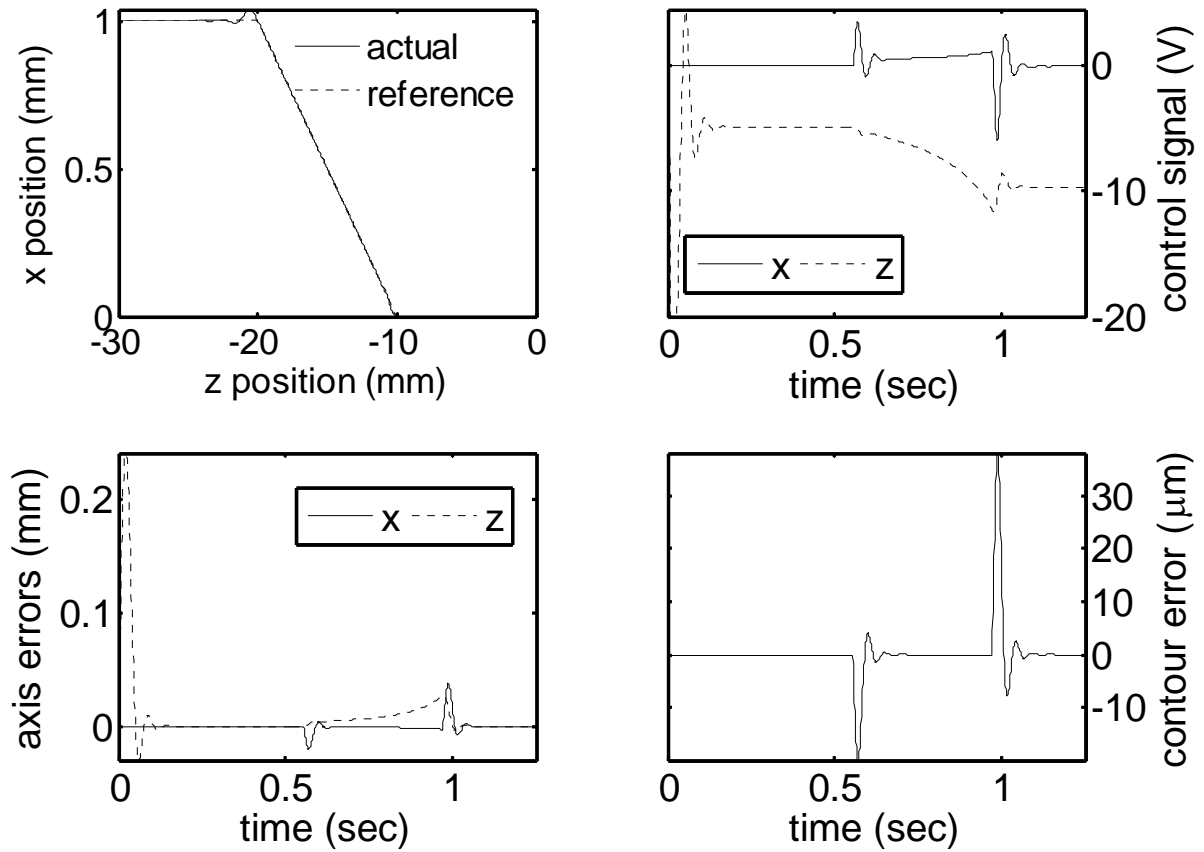 x position (mm)
1
0.5
0
-30
-20
-10
0
z position (mm)
actual
reference
control signal (V)
0
-10
-20
0
0.5
1
time (sec)
x z
axis errors (mm)
0.2
0.1
0
0
0.5
1
time (sec)
x z
contour error (μm)
30
20
10
0
-10
0
0.5
1
time (sec)